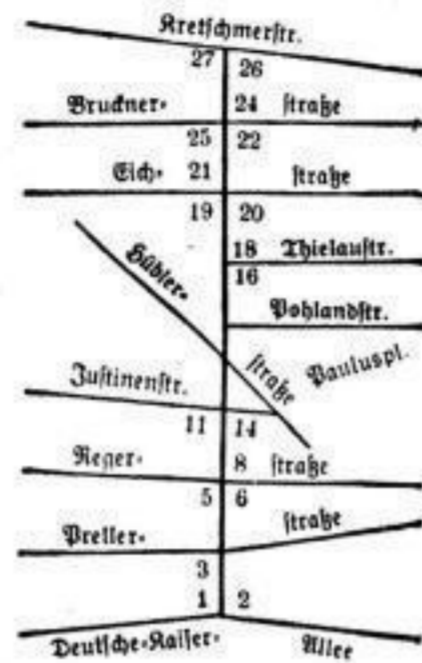 Kretschmerstr.
27 26
Bruckner- 24 straße
25 22
Eich- 21 straße
19 20
18 Thielaustr.
Hübler- 16
Pohlandstr.
straße Pauluspl.
Justinenstr.
11 14
Reger- 8 straße
5 6
Preller- straße
3
1 2
Deutsche-Kaiser- Allee